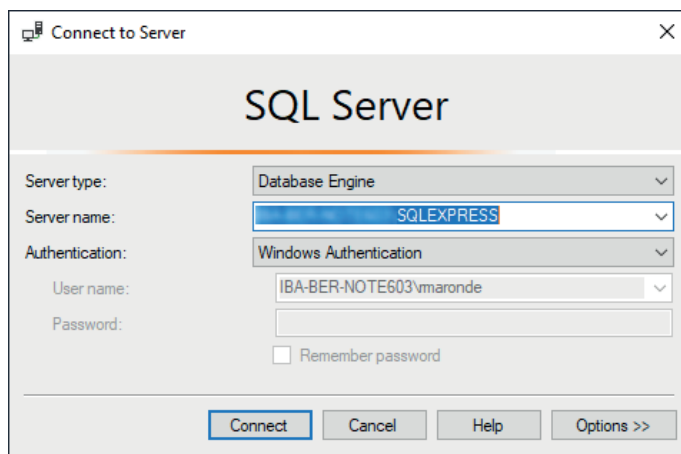 Connect to Server
SQL Server
Server type: Database Engine
Server name: SQLEXPRESS
Authentication: Windows Authentication
User name: IBA-BER-NOTE603\maronde
Password:
Remember password
Connect Cancel Help Options >>